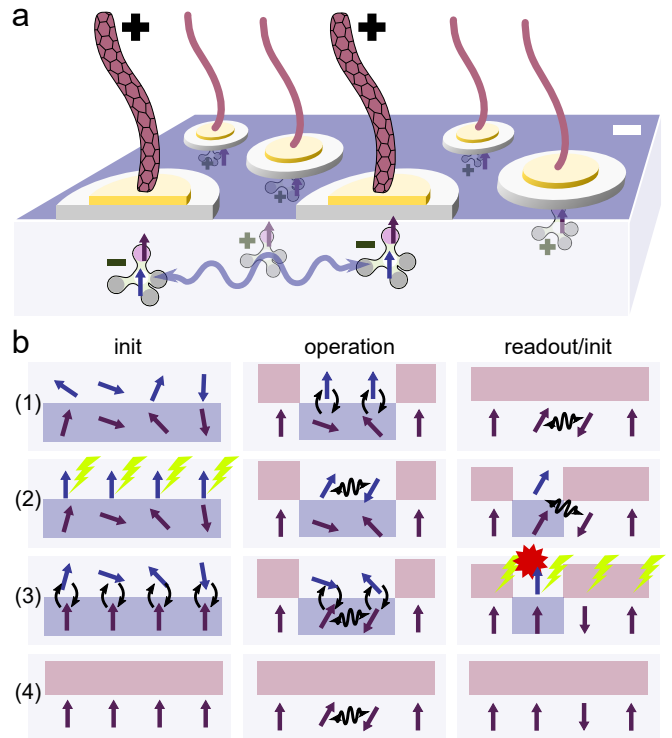 a
b
init
operation
readout/init
(1)
(2)
(3)
(4)